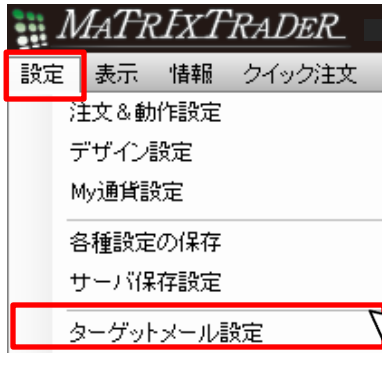 MATRIXTRADER
設定 表示 情報 クイック注文
注文&動作設定
デザイン設定
My通貨設定
各種設定の保存
サーバ保存設定
ターゲットメール設定